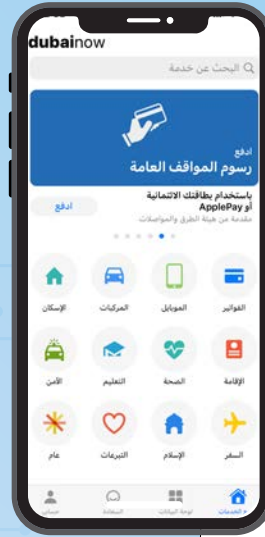 dubainow
البحث عن خدمة
ادفع
رسوم المواقف العامة
باستخدام بطاقتك الائتمانية
أو ApplePay
مقدمة من هيئة الطرق والمواصلات
ادفع
الفواتير الموبايل المركبات الإسكان
الإقامة الصحة التعليم الأمن
السفر الإسلام التبرعات عام
الخدمات لوحة البيانات السعادة حسابي